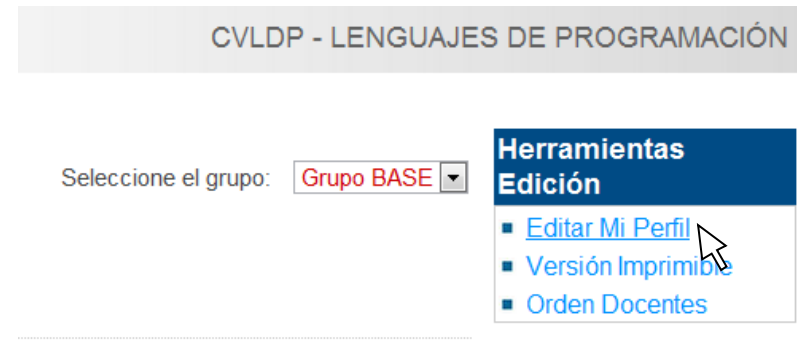 CVLDP - LENGUAJES DE PROGRAMACIÓN
Seleccione el grupo: Grupo BASE
Herramientas
Edición
Editar Mi Perfil
Versión Imprimible
Orden Docentes